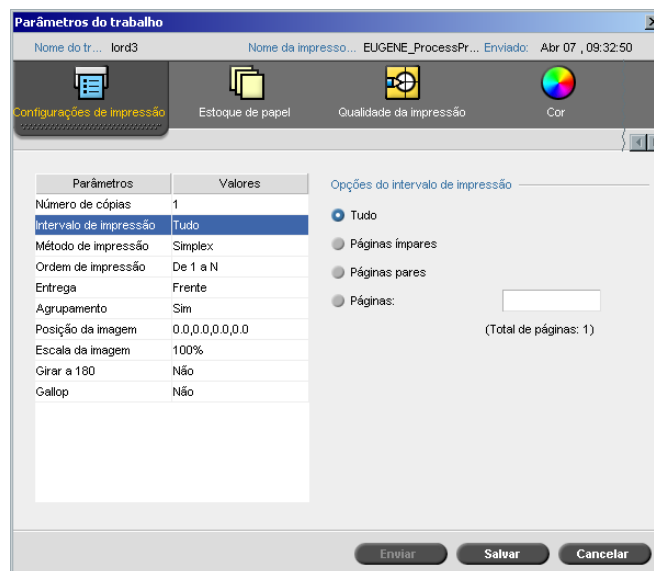 Parâmetros do trabalho
Nome do tr... lord3 Nome da impresso... EUGENE_ProcessPr... Enviado: Abr 07 , 09:32:50
Configurações de impressão Estoque de papel Qualidade da impressão Cor
Parâmetros Valores
Número de cópias 1
Intervalo de impressão Tudo
Método de impressão Simplex
Ordem de impressão De 1 a N
Entrega Frente
Agrupamento Sim
Posição da imagem 0.0,0.0,0.0,0.0
Escala da imagem 100%
Girar a 180 Não
Gallop Não
Opções do intervalo de impressão
Tudo
Páginas ímpares
Páginas pares
Páginas:
(Total de páginas: 1)
Enviar Salvar Cancelar